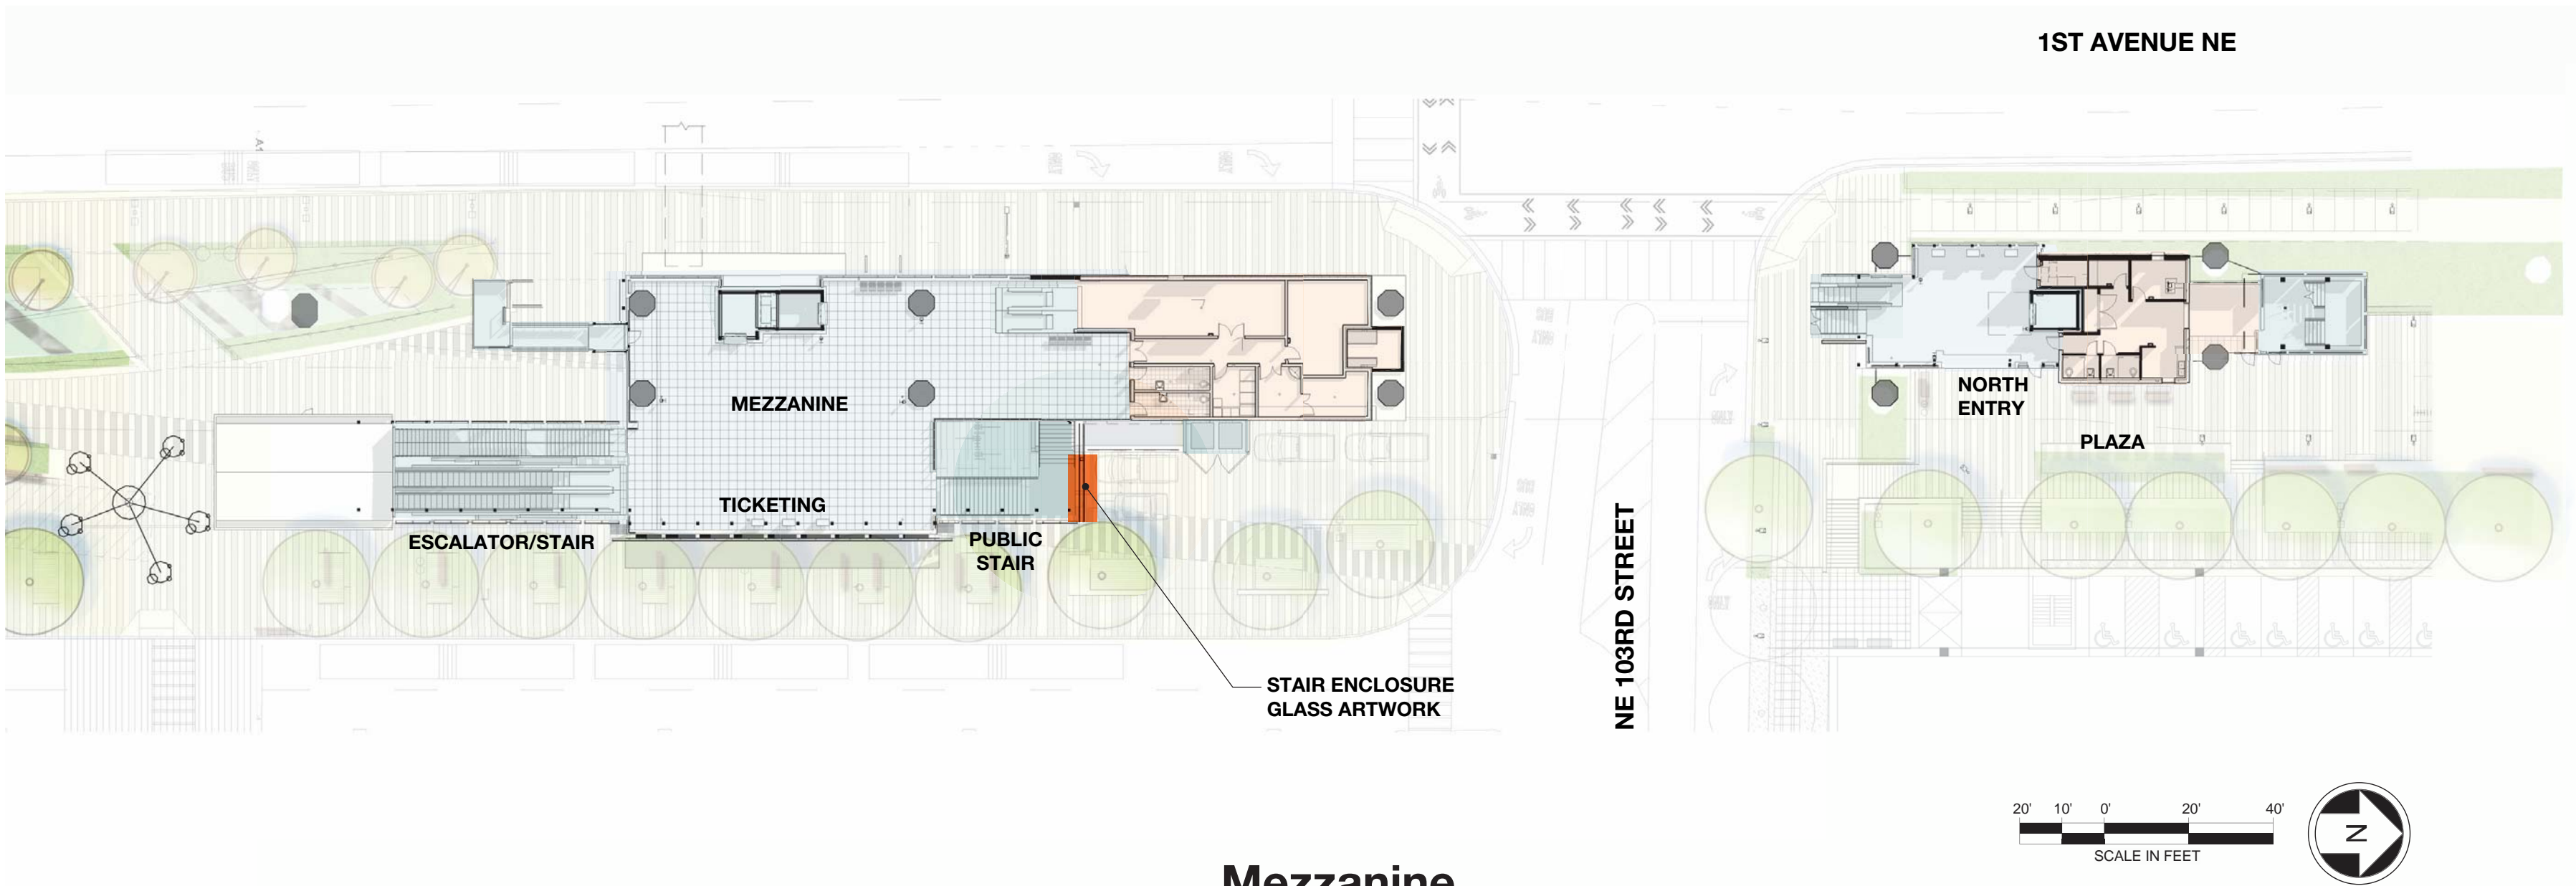 1ST AVENUE NE
MEZZANINE
TICKETING
ESCALATOR/STAIR
PUBLIC
STAIR
STAIR ENCLOSURE
GLASS ARTWORK
NE 103RD STREET
NORTH
ENTRY
PLAZA
20' 10' 0' 20' 40'
SCALE IN FEET
N
Mezzanine